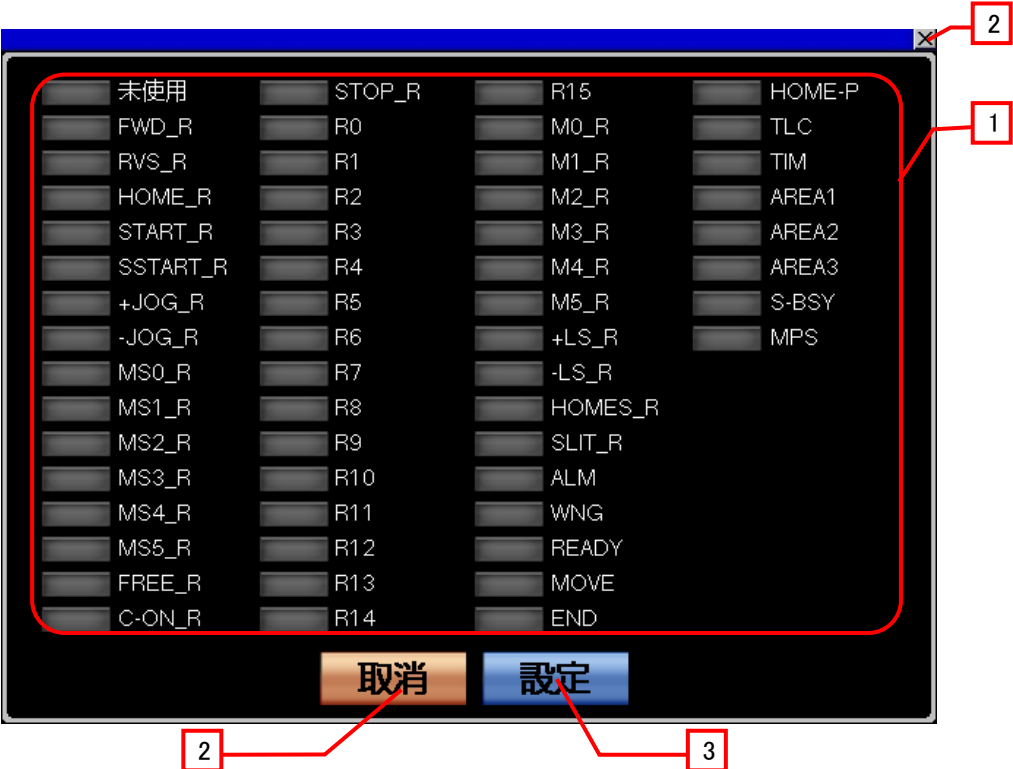 2
未使用 STOP_R R15 HOME-P
FWD_R R0 M0_R TLC
RVS_R R1 M1_R TIM
HOME_R R2 M2_R AREA1
START_R R3 M3_R AREA2
SSTART_R R4 M4_R AREA3
+JOG_R R5 M5_R S-BSY
-JOG_R R6 +LS_R MPS
MS0_R R7 -LS_R
MS1_R R8 HOMES_R
MS2_R R9 SLIT_R
MS3_R R10 ALM
MS4_R R11 WNG
MS5_R R12 READY
FREE_R R13 MOVE
C-ON_R R14 END
1
取消 設定
2 3